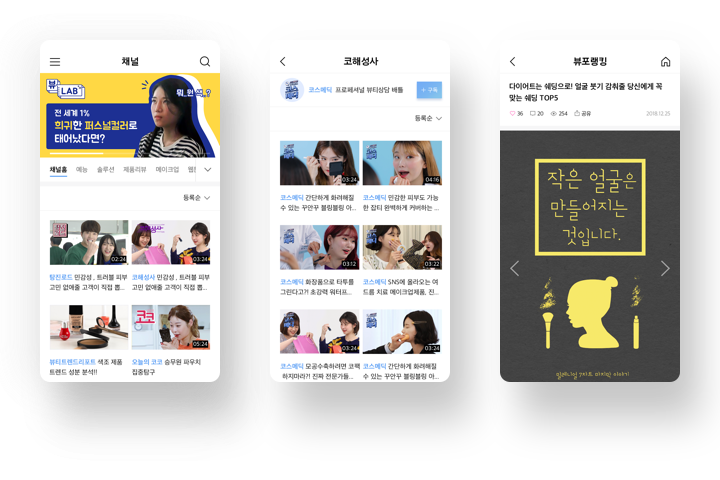 채널
뷰
LAB
뭐_원_석_?
전 세계 1%
희귀한 퍼스널컬러로
태어났다면?
채널홈 예능 솔루션 제품리뷰 메이크업 웹
등록순
02:24
03:24
탕진로드 민감성 , 트러블 피부
고민 없애줄 고객이 직접 뽑...
코해성사 민감성 , 트러블 피부
고민 없애줄 고객이 직접 뽑...
코코
05:24
뷰티트렌드리포트 색조 제품
트렌드 성분 분석!!
오늘의 코코 승무원 파우치
집중탐구
코해성사
코스메딕 프로페셔널 뷰티상담 배틀
+ 구독
등록순
03:24
04:16
코스메딕 간단하게 화려해질
수 있는 꾸안꾸 블링블링 아...
코스메딕 민감한 피부도 가능
한 잡티 완벽하게 커버하는 ...
03:12
03:22
코스메딕 화장품으로 타투를
그린다고?! 초강력 워터프...
코스메딕 SNS에 올라오는 여
드름 치료 메이크업제품, 진...
03:24
03:24
코스메딕 모공수축하려면 코팩
하지마라?! 진짜 전문가들...
코스메딕 간단하게 화려해질
수 있는 꾸안꾸 블링블링 아...
뷰포랭킹
다이어트는 쉐딩으로! 얼굴 붓기 감춰줄 당신에게 꼭
맞는 쉐딩 TOP5
36 20 254 공유 2018.12.25
작은 얼굴은
만들어지는
것입니다.